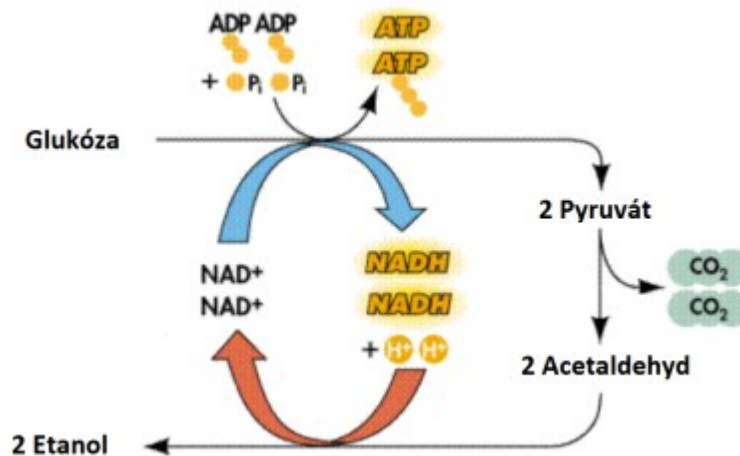 ADP ADP
+ Pi Pi
ATP
ATP
Glukóza
2 Pyruvát
NAD+
NAD+
NADH
NADH
+ H+ H+
CO2
CO2
2 Acetaldehyd
2 Etanol